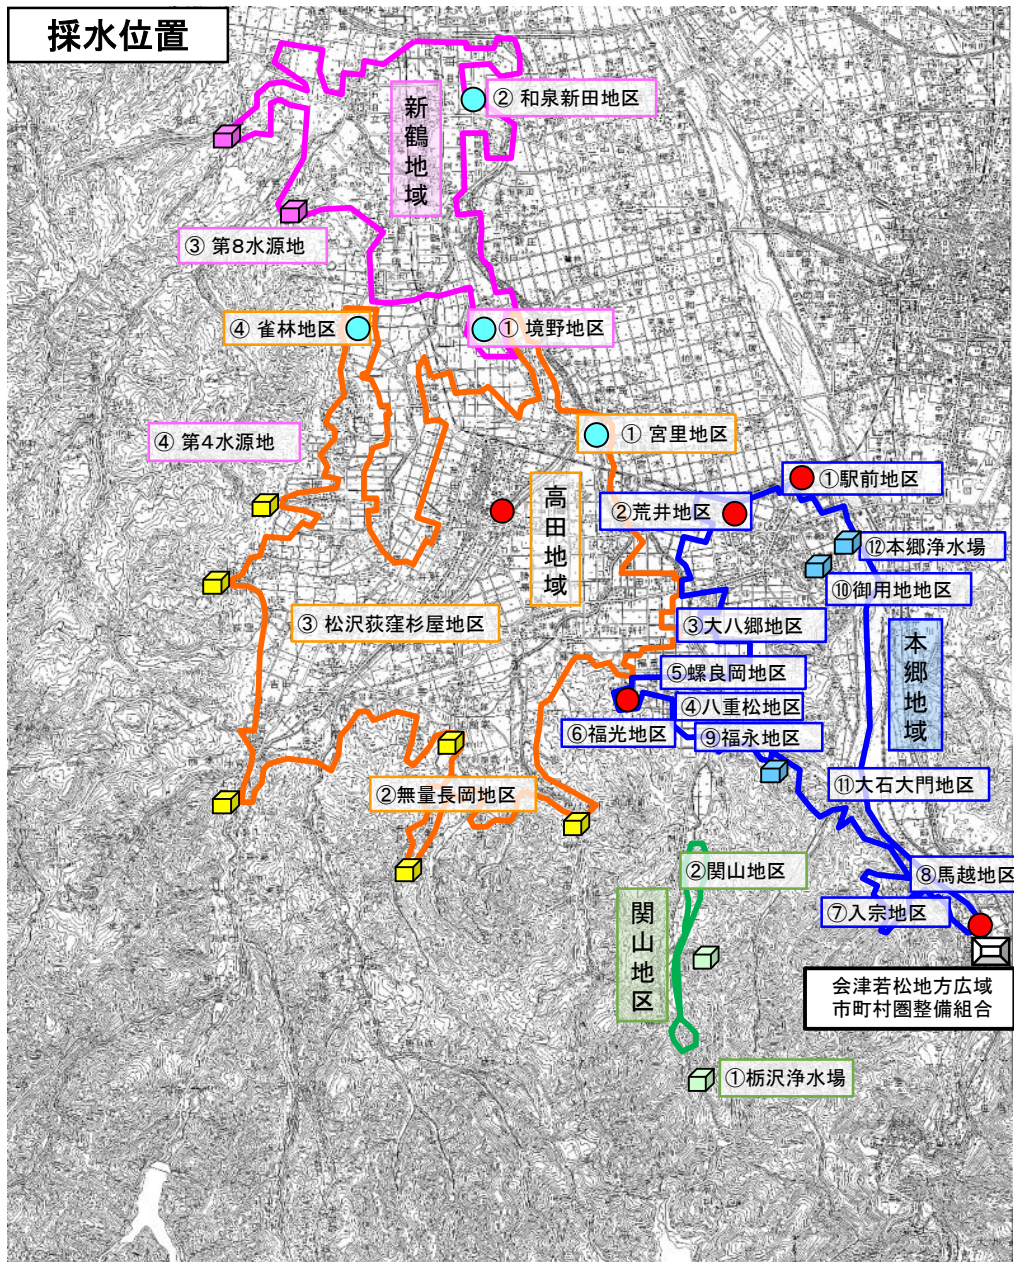 採水位置
② 和泉新田地区
新鶴地域
③ 第8水源地
④ 雀林地区
① 境野地区
④ 第4水源地
① 宮里地区
高田地域
①駅前地区
②荒井地区
⑫本郷浄水場
⑩御用地地区
③ 松沢荻窪杉屋地区
③大八郷地区
本郷地域
⑤螺良岡地区
④八重松地区
⑥福光地区
⑨福永地区
⑪大石大門地区
②無量長岡地区
②関山地区
⑧馬越地区
関山地区
⑦入宗地区
会津若松地方広域
市町村圏整備組合
①栃沢浄水場